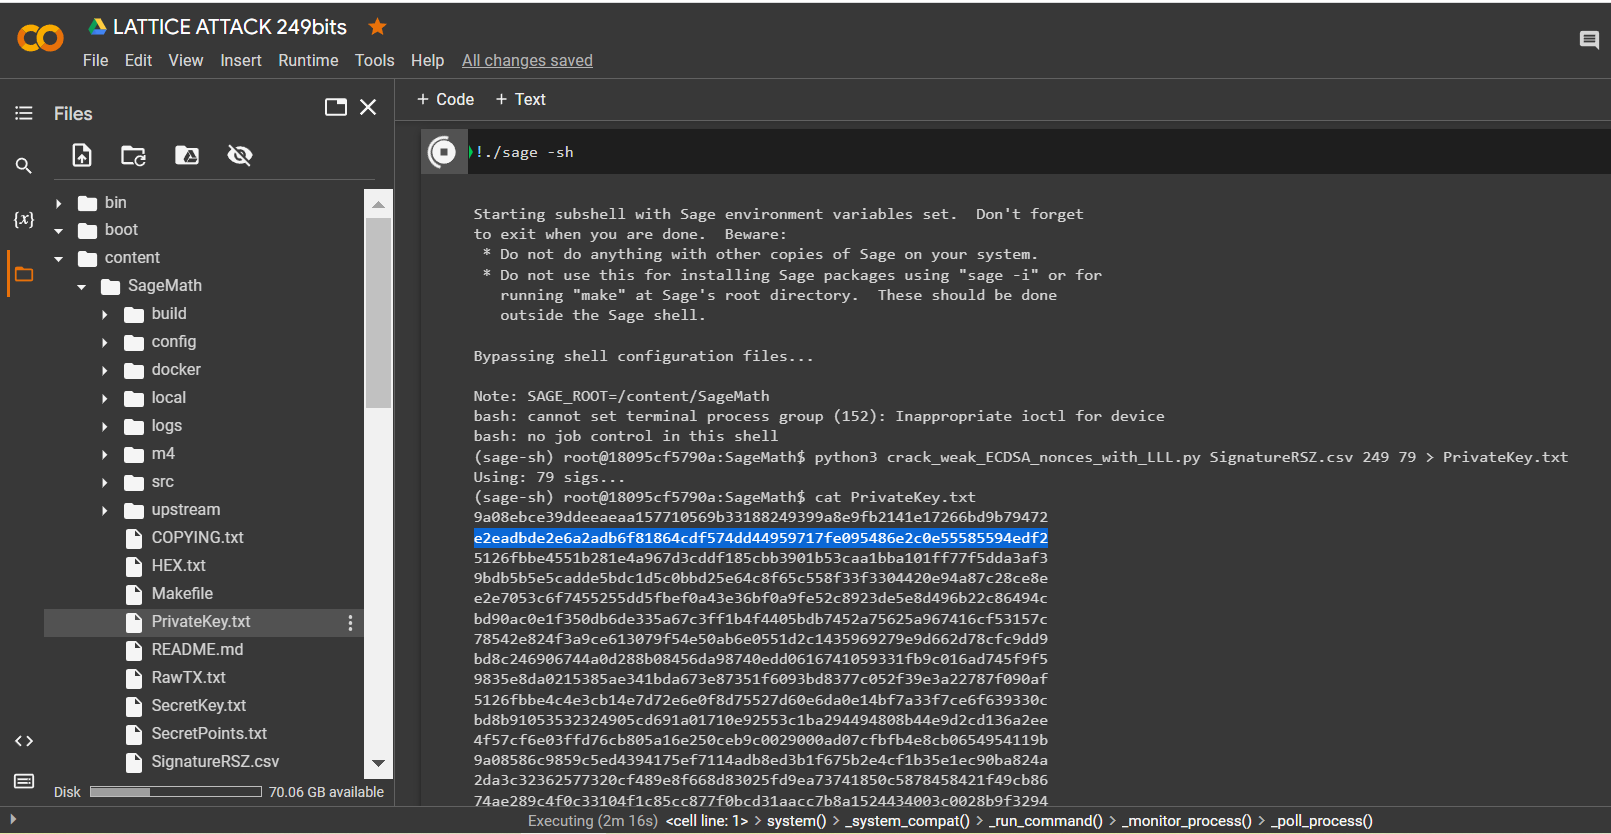 LATTICE ATTACK 249bits
File Edit View Insert Runtime Tools Help All changes saved
Files
+ Code + Text
!./sage -sh
bin
boot
content
SageMath
build
config
docker
local
logs
m4
src
upstream
COPYING.txt
HEX.txt
Makefile
PrivateKey.txt
README.md
RawTX.txt
SecretKey.txt
SecretPoints.txt
SignatureRSZ.csv
Disk 70.06 GB available
{x}
Starting subshell with Sage environment variables set. Don't forget
to exit when you are done. Beware:
* Do not do anything with other copies of Sage on your system.
* Do not use this for installing Sage packages using "sage -i" or for
running "make" at Sage's root directory. These should be done
outside the Sage shell.
Bypassing shell configuration files...
Note: SAGE_ROOT=/content/SageMath
bash: cannot set terminal process group (152): Inappropriate ioctl for device
bash: no job control in this shell
(sage-sh) root@18095cf5790a:SageMath$ python3 crack_weak_ECDSA_nonces_with_LLL.py SignatureRSZ.csv 249 79 > PrivateKey.txt
Using: 79 sigs...
(sage-sh) root@18095cf5790a:SageMath$ cat PrivateKey.txt
9a08ebce39ddeeaeaa157710569b33188249399a8e9fb2141e17266bd9b79472
e2eadbde2e6a2adb6f81864cdf574dd44959717fe095486e2c0e55585594edf2
5126fbbe4551b281e4a967d3cddf185cbb3901b53caa1bba101ff77f5dda3af3
9bdb5b5e5cadde5bdc1d5c0bbd25e64c8f65c558f33f3304420e94a87c28ce8e
e2e7053c6f7455255dd5fbef0a43e36bf0a9fe52c8923de5e8d496b22c86494c
bd90ac0e1f350db6de335a67c3ff1b4f4405bdb7452a75625a967416cf53157c
78542e824f3a9ce613079f54e50ab6e0551d2c1435969279e9d662d78cfc9dd9
bd8c246906744a0d288b08456da98740edd0616741059331fb9c016ad745f9f5
9835e8da0215385ae341bda673e87351f6093bd8377c052f39e3a22787f090af
5126fbbe4c4e3cb14e7d72e6e0f8d75527d60e6da0e14bf7a33f7ce6f639330c
bd8b91053532324905cd691a01710e92553c1ba294494808b44e9d2cd136a2ee
4f57cf6e03ffd76cb805a16e250ceb9c0029000ad07cfbfb4e8cb0654954119b
9a08586c9859c5ed4394175ef7114adb8ed3b1f675b2e4cf1b35e1ec90ba824a
2da3c32362577320cf489e8f668d83025fd9ea73741850c5878458421f49cb86
74ae289c4f0c33104f1c85cc877f0bcd31aacc7b8a1524434003c0028b9f3294
Executing (2m 16s) <cell line: 1> > system() > _system_compat() > _run_command() > _monitor_process() > _poll_process()